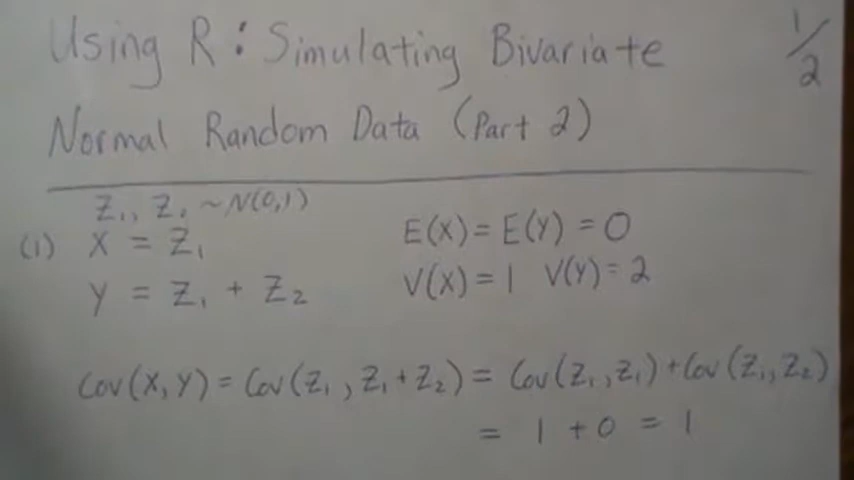 Using R: Simulating Bivariate 1/2
Normal Random Data (Part 2)
Z₁, Z₁ ~N(0,1)
(1) X = Z₁ E(X) = E(Y) = 0
Y = Z₁ + Z₂ V(X) = 1 V(Y) = 2
Cov(X, Y) = Cov(Z₁, Z₁ + Z₂) = Cov(Z₁, Z₁) + Cov(Z₁, Z₂)
= 1 + 0 = 1